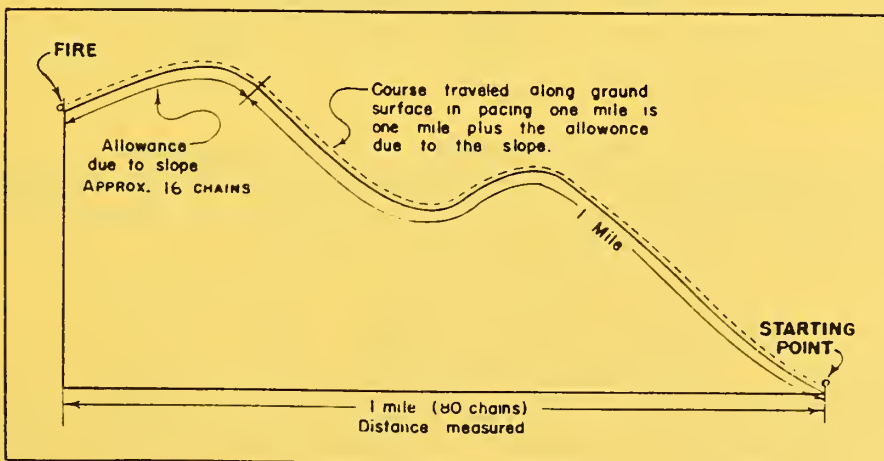 FIRE
Course traveled along ground
surface in pacing one mile is
one mile plus the allowonce
due to the slope.
Allowance
due to slope
APPROX. 16 CHAINS
1 Mile
STARTING
POINT
1 mile (80 chains)
Distance measured